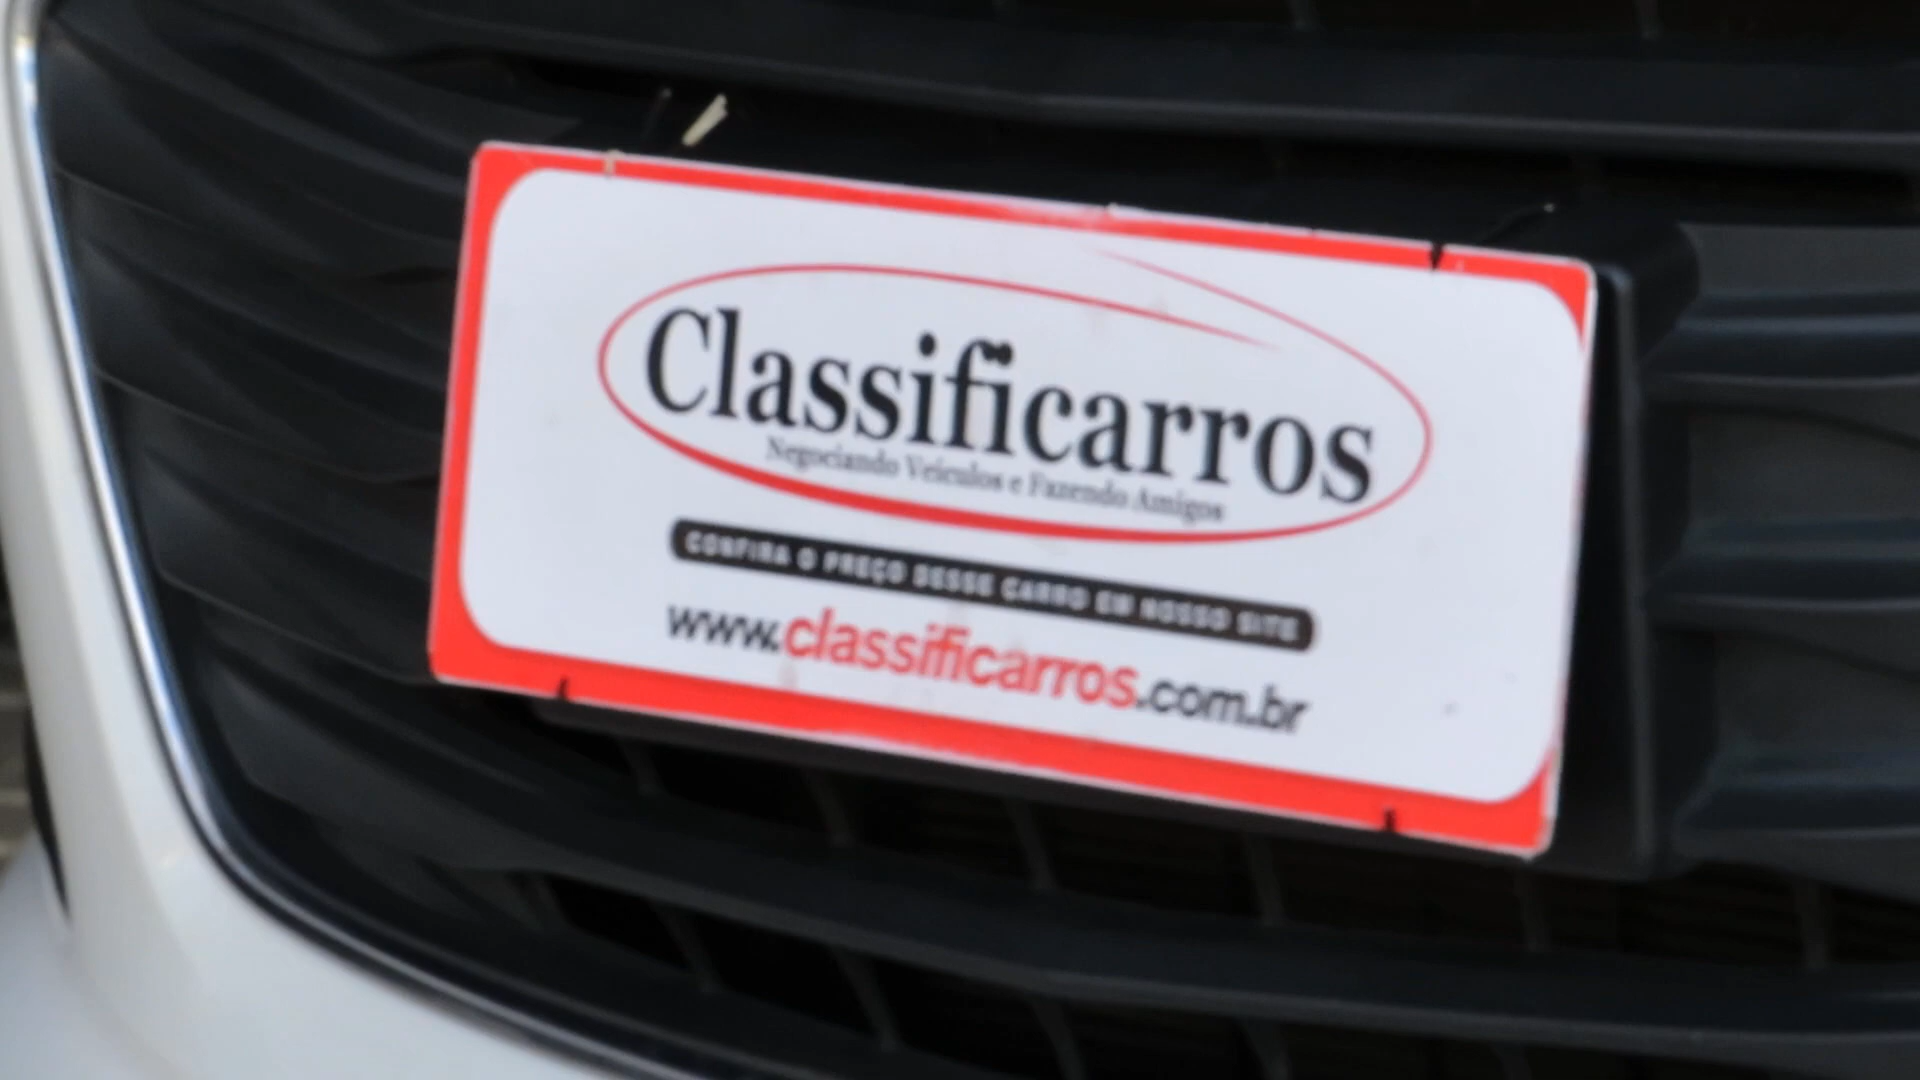 Classificarros
Negociando Veículos e Fazendo Amigos
CONFIRA O PREÇO DESSE CARRO EM NOSSO SITE
www.classificarros.com.br